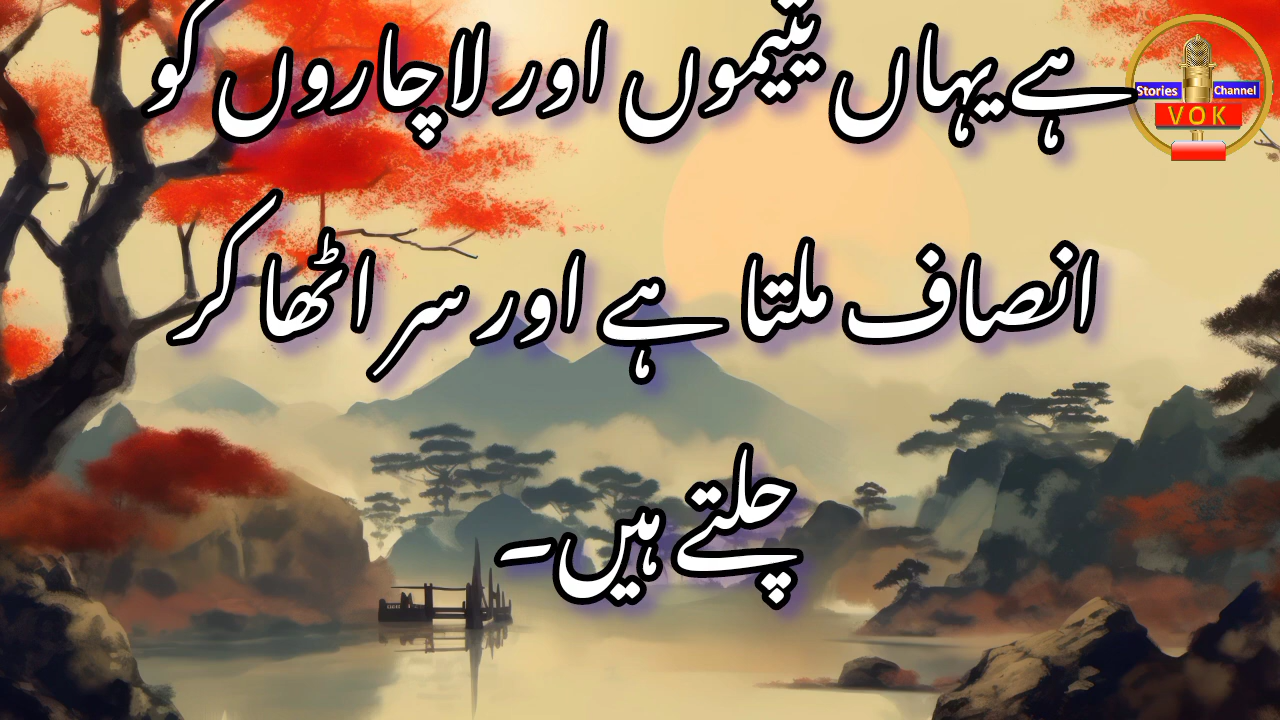 ہے یہاں یتیموں اور لاچاروں کو
انصاف ملتا ہے اور سر اٹھا کر
چلتے ہیں۔
Stories Channel
VOK